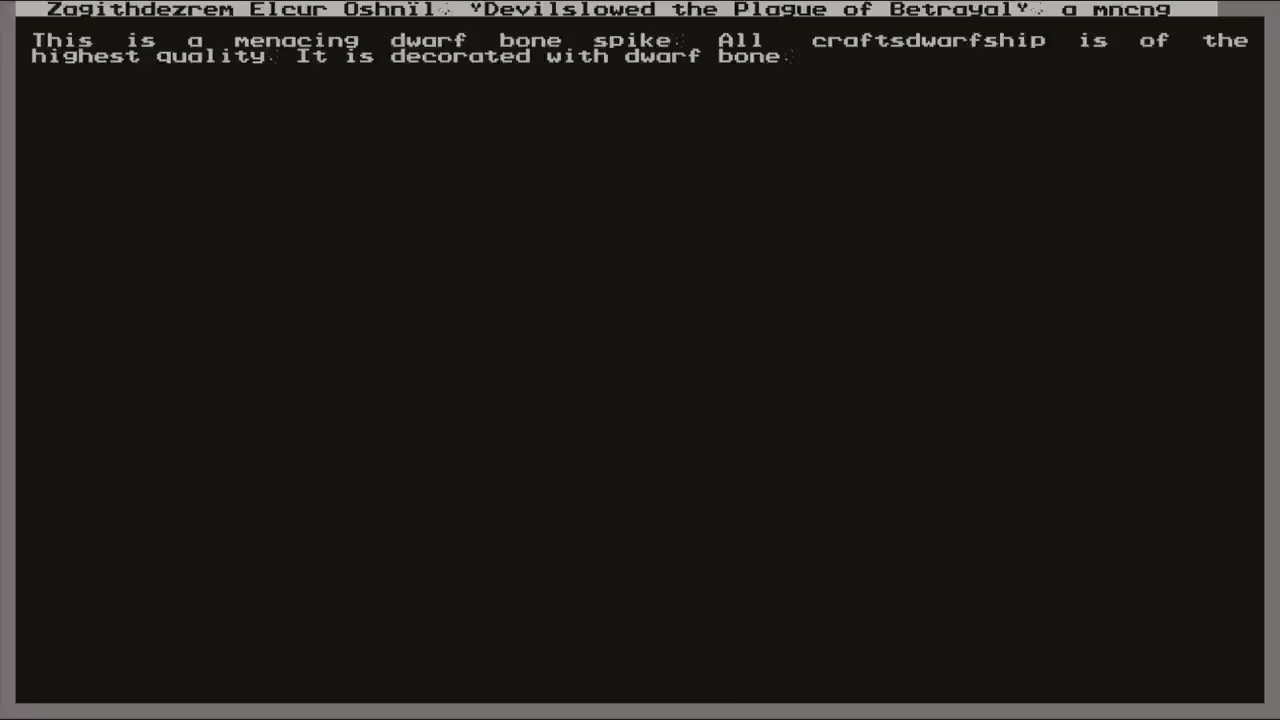 Zagithdezrem Elcur Oshnïl, "Devilslowed the Plague of Betrayal", a mncng
This is a menacing dwarf bone spike. All craftsdwarfship is of the
highest quality. It is decorated with dwarf bone.